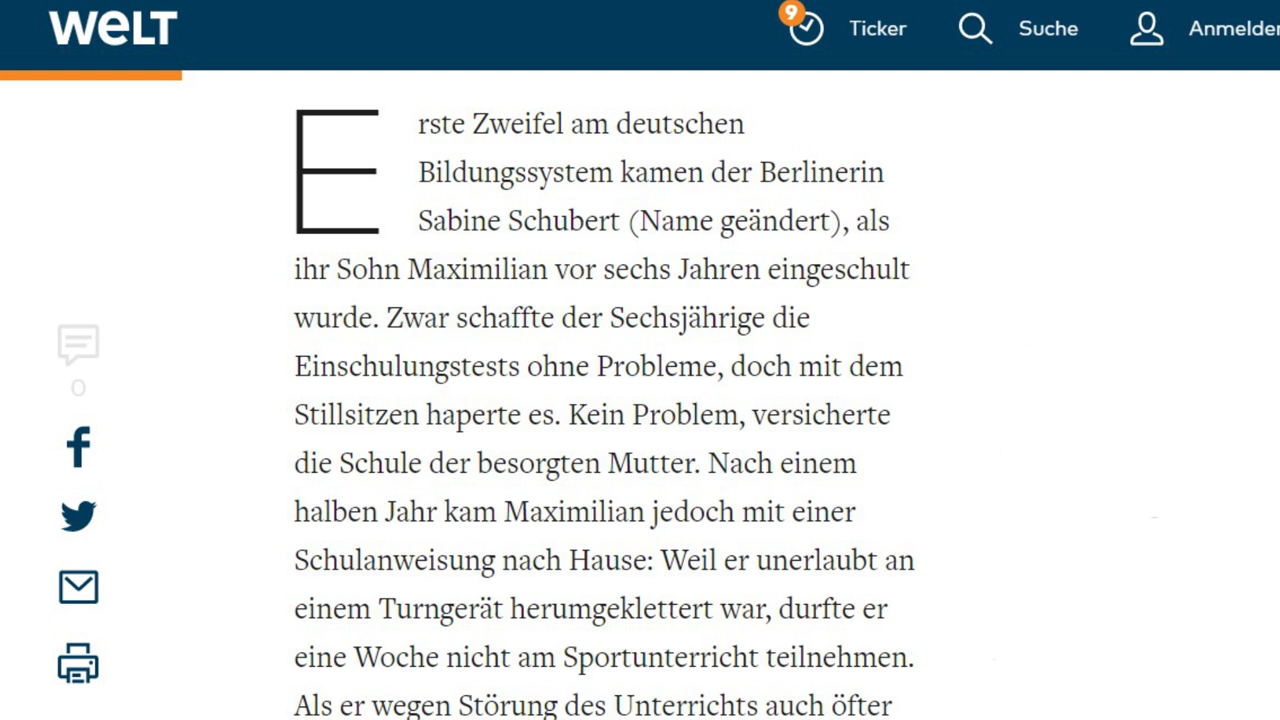 WELT
9
Ticker
Suche
Anmelden
Erste Zweifel am deutschen
Bildungssystem kamen der Berlinerin
Sabine Schubert (Name geändert), als
ihr Sohn Maximilian vor sechs Jahren eingeschult
wurde. Zwar schaffte der Sechsjährige die
Einschulungstests ohne Probleme, doch mit dem
Stillsitzen haperte es. Kein Problem, versicherte
die Schule der besorgten Mutter. Nach einem
halben Jahr kam Maximilian jedoch mit einer
Schulanweisung nach Hause: Weil er unerlaubt an
einem Turngerät herumgeklettert war, durfte er
eine Woche nicht am Sportunterricht teilnehmen.
Als er wegen Störung des Unterrichts auch öfter
0